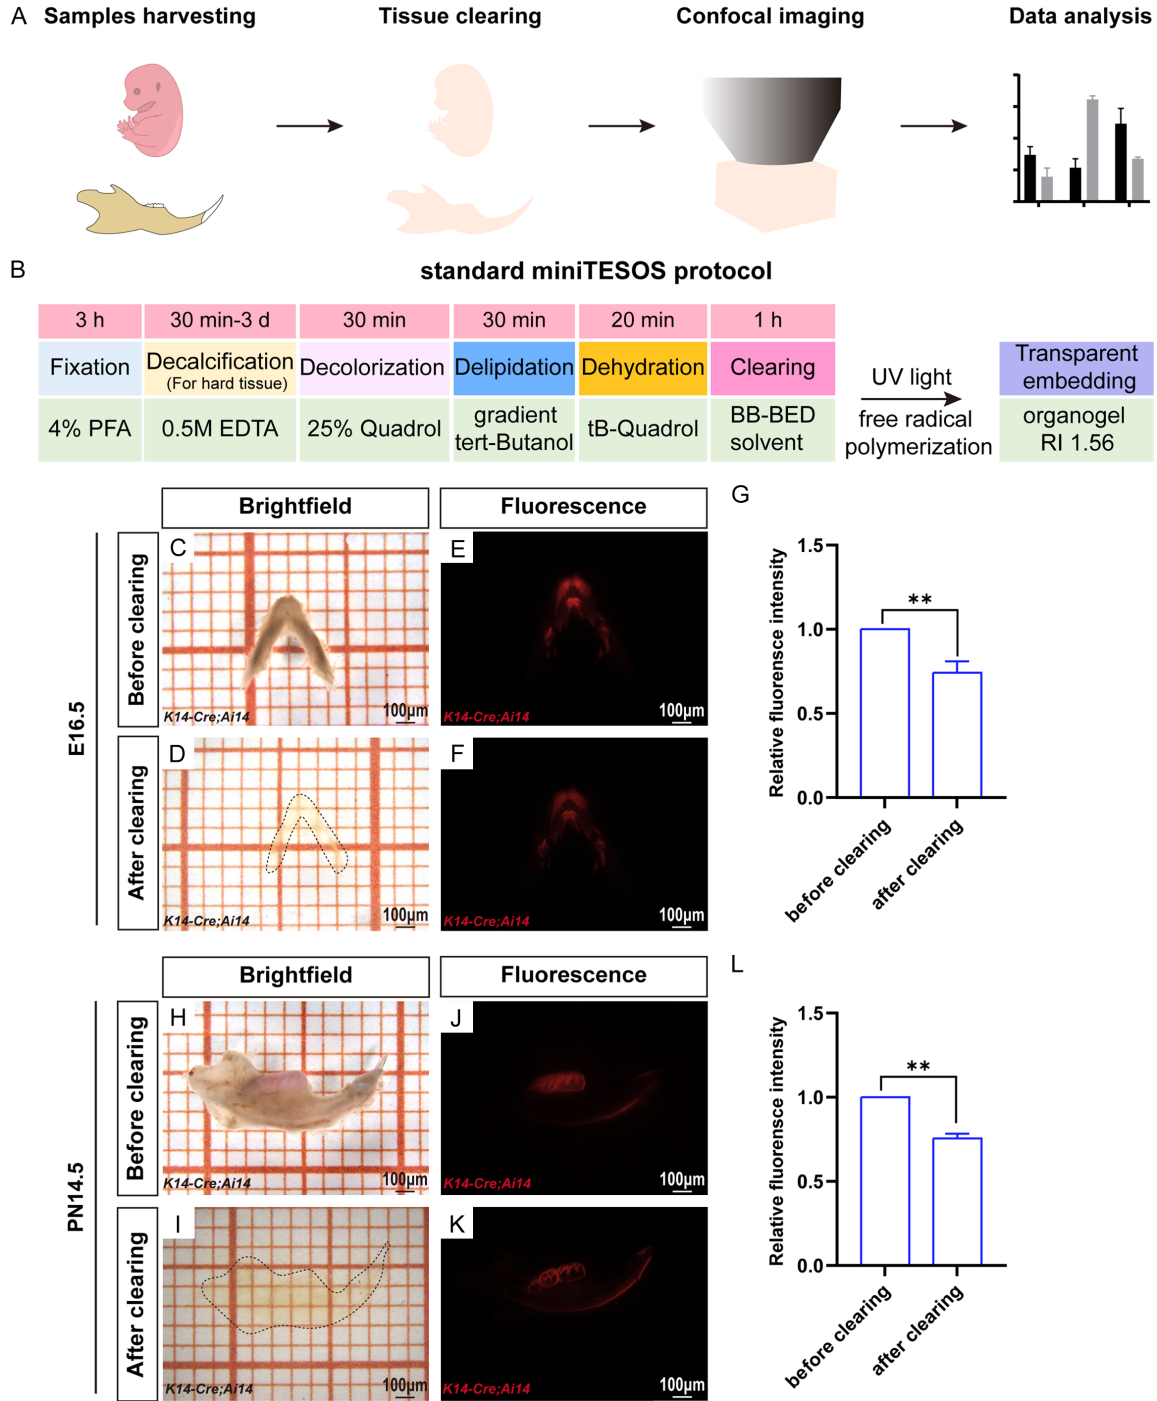 A
Samples harvesting
Tissue clearing
Confocal imaging
Data analysis
B
standard miniTESOS protocol
3 h
30 min-3 d
30 min
30 min
20 min
1 h
Fixation
Decalcification
(For hard tissue)
Decolorization
Delipidation
Dehydration
Clearing
4% PFA
0.5M EDTA
25% Quadrol
gradient
tert-Butanol
tB-Quadrol
BB-BED
solvent
UV light
free radical
polymerization
Transparent
embedding
organogel
RI 1.56
Brightfield
Fluorescence
E16.5
Before clearing
C
K14-Cre;Ai14
100μm
E
K14-Cre;Ai14
100μm
After clearing
D
K14-Cre;Ai14
100μm
F
K14-Cre;Ai14
100μm
G
Relative fluorensce intensity
1.5
1.0
0.5
0.0
**
before clearing
after clearing
Brightfield
Fluorescence
PN14.5
Before clearing
H
K14-Cre;Ai14
100μm
J
K14-Cre;Ai14
100μm
After clearing
I
K14-Cre;Ai14
100μm
K
K14-Cre;Ai14
100μm
L
Relative fluorensce intensity
1.5
1.0
0.5
0.0
**
before clearing
after clearing